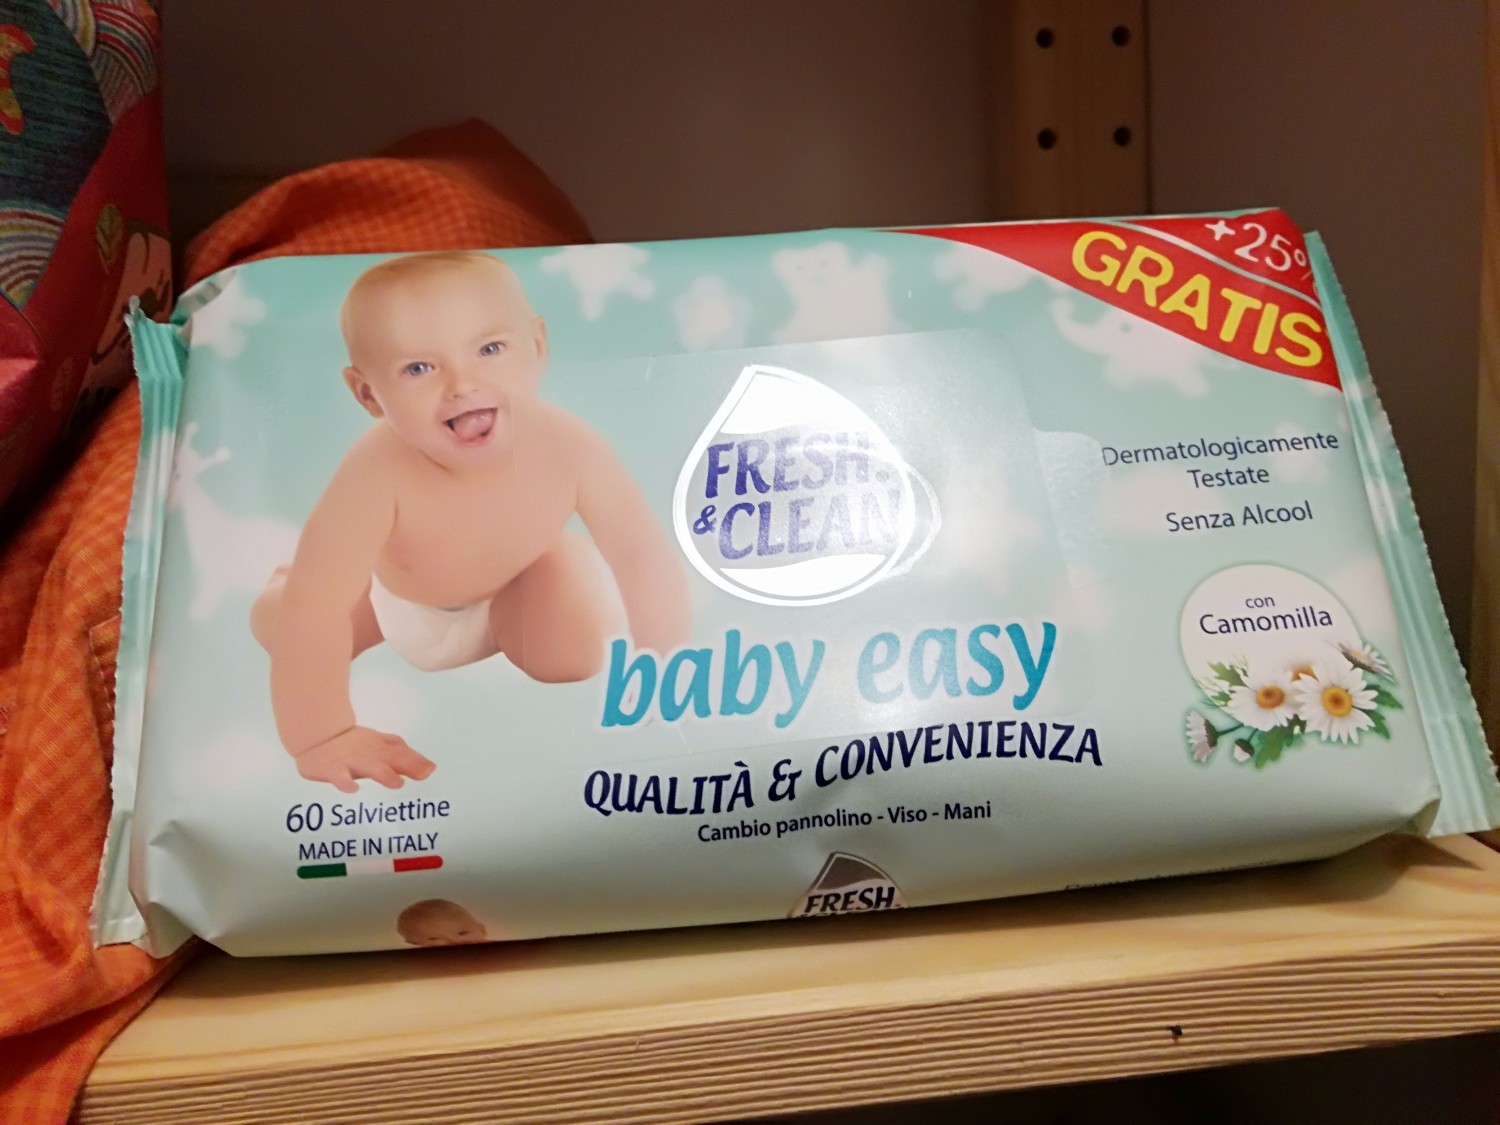 +25%
GRATIS
FRESH
&CLEAN
Dermatologicamente
Testate
Senza Alcool
con
Camomilla
baby easy
QUALITÀ & CONVENIENZA
Cambio pannolino - Viso - Mani
60 Salviettine
MADE IN ITALY
FRESH